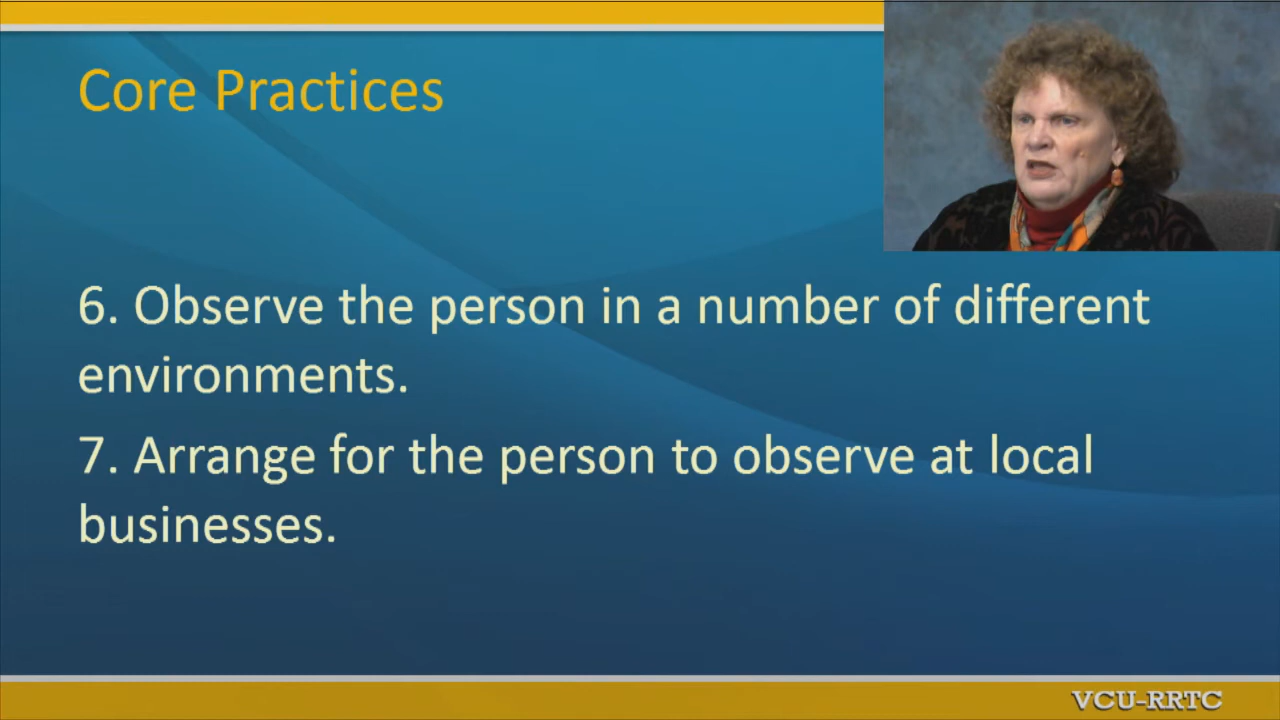 Core Practices
6. Observe the person in a number of different
environments.
7. Arrange for the person to observe at local
businesses.
VCU-RRTC